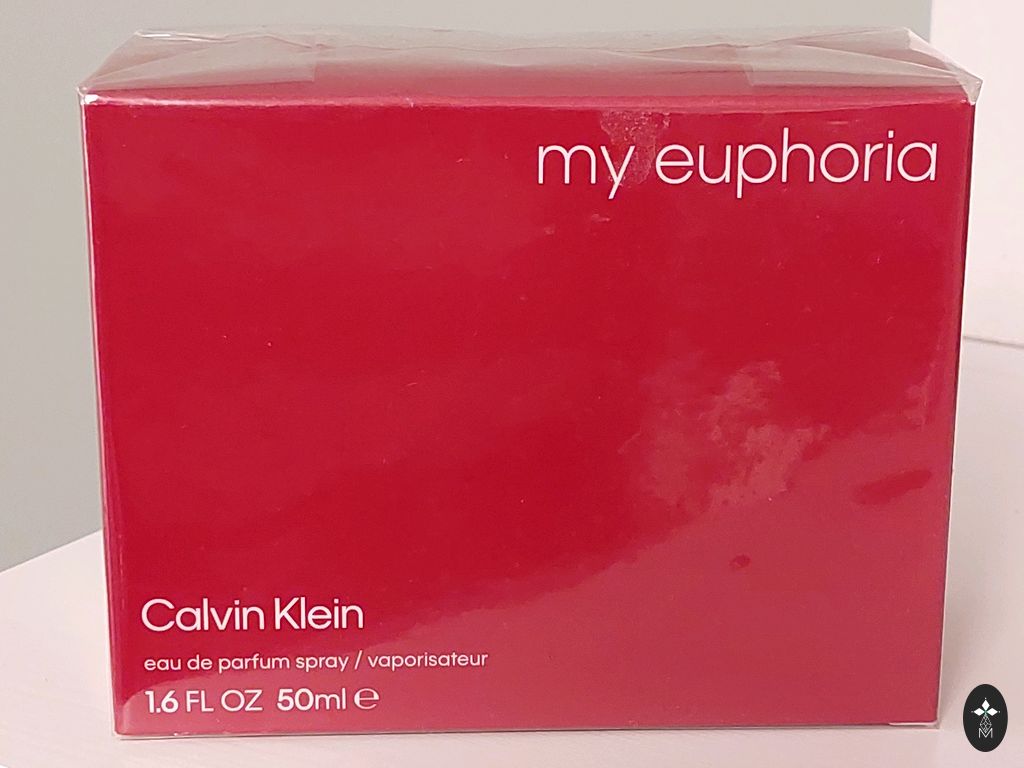 my euphoria
Calvin Klein
eau de parfum spray / vaporisateur
1.6 FL OZ 50ml ℮